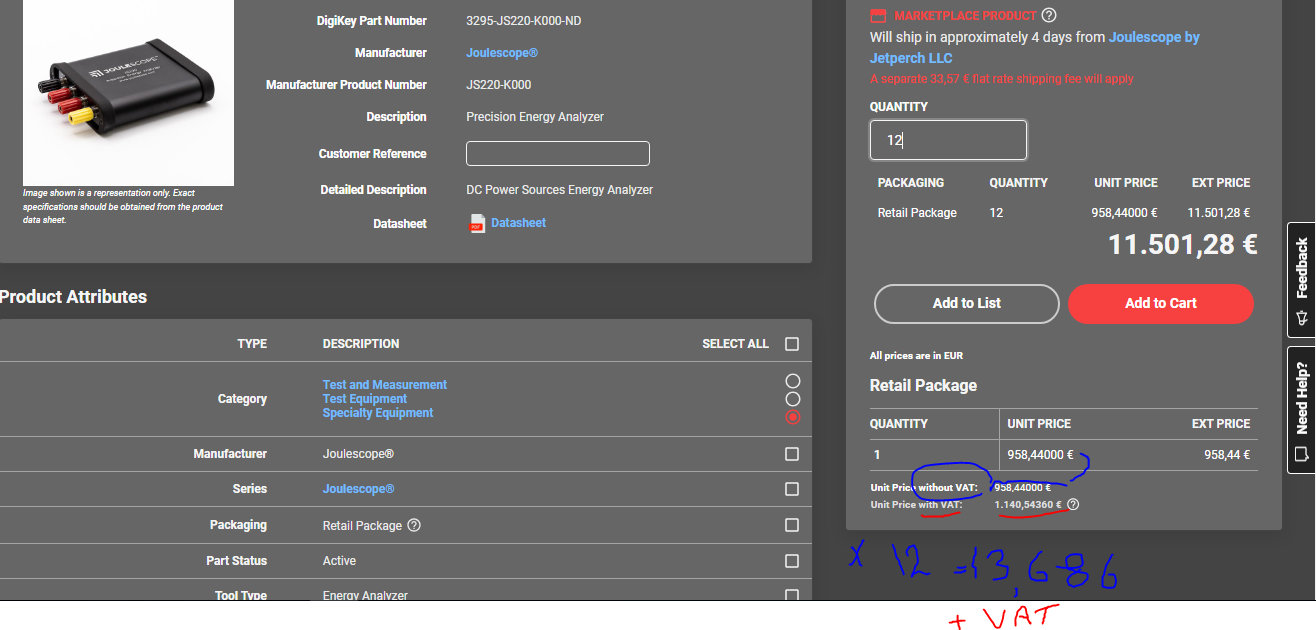 MARKETPLACE PRODUCT ?
DigiKey Part Number 3295-JS220-K000-ND
Will ship in approximately 4 days from Joulescope by
Jetperch LLC
Manufacturer Joulescope®
A separate 33,57 € flat rate shipping fee will apply
Manufacturer Product Number JS220-K000
JOULESCOPE
Description Precision Energy Analyzer
QUANTITY
12
Customer Reference
Detailed Description DC Power Sources Energy Analyzer
Image shown is a representation only. Exact
specifications should be obtained from the product
data sheet.
Datasheet PDF Datasheet
PACKAGING QUANTITY UNIT PRICE EXT PRICE
Retail Package 12 958,44000 € 11.501,28 €
11.501,28 €
Add to List Add to Cart
All prices are in EUR
Retail Package
QUANTITY UNIT PRICE EXT PRICE
1 958,44000 € 958,44 €
Unit Price without VAT: 958,44000 €
Unit Price with VAT: 1.140,54360 € ?
x 12 = 13,686
+ VAT
Product Attributes
TYPE DESCRIPTION SELECT ALL
Category Test and Measurement
Test Equipment
Specialty Equipment
Manufacturer Joulescope®
Series Joulescope®
Packaging Retail Package ?
Part Status Active
Tool Type Energy Analyzer
Feedback
Need Help?